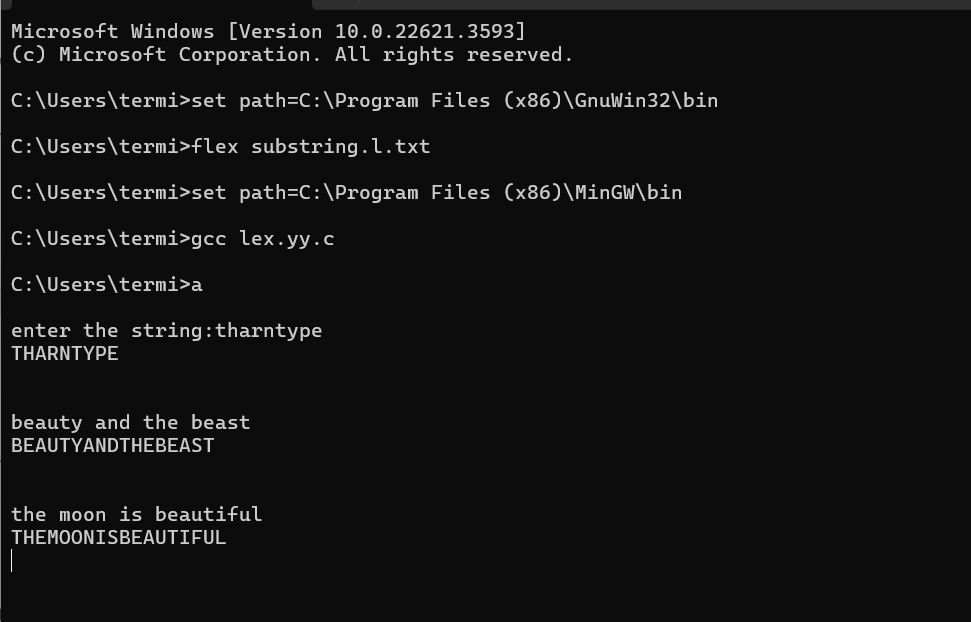 Microsoft Windows [Version 10.0.22621.3593]
(c) Microsoft Corporation. All rights reserved.
C:\Users\termi>set path=C:\Program Files (x86)\GnuWin32\bin
C:\Users\termi>flex substring.l.txt
C:\Users\termi>set path=C:\Program Files (x86)\MinGW\bin
C:\Users\termi>gcc lex.yy.c
C:\Users\termi>a
enter the string:tharntype
THARNTYPE
beauty and the beast
BEAUTYANDTHEBEAST
the moon is beautiful
THEMOONISBEAUTIFUL